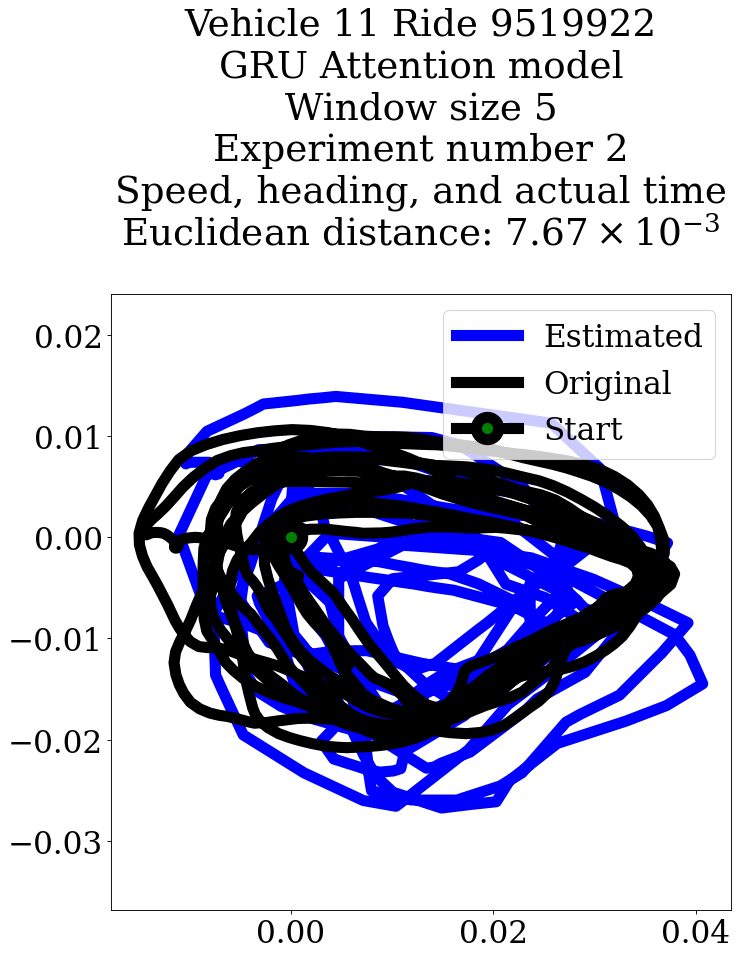 Vehicle 11 Ride 9519922
GRU Attention model
Window size 5
Experiment number 2
Speed, heading, and actual time
Euclidean distance: 7.67 × 10⁻³
Estimated
Original
Start
0.02
0.01
0.00
−0.01
−0.02
−0.03
0.00 0.02 0.04